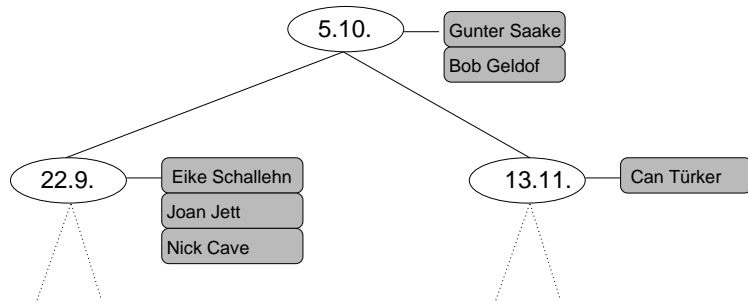 5.10.
Gunter Saake
Bob Geldof
22.9.
Eike Schallehn
Joan Jett
Nick Cave
13.11.
Can Türker